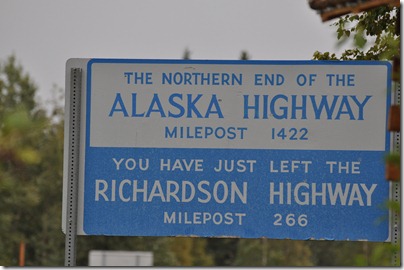 THE NORTHERN END OF THE
ALASKA HIGHWAY
MILEPOST 1422
YOU HAVE JUST LEFT THE
RICHARDSON HIGHWAY
MILEPOST 266